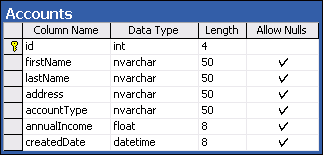 Accounts
Column Name Data Type Length Allow Nulls
id int 4
firstName nvarchar 50
lastName nvarchar 50
address nvarchar 50
accountType nvarchar 50
annualIncome float 8
createdDate datetime 8